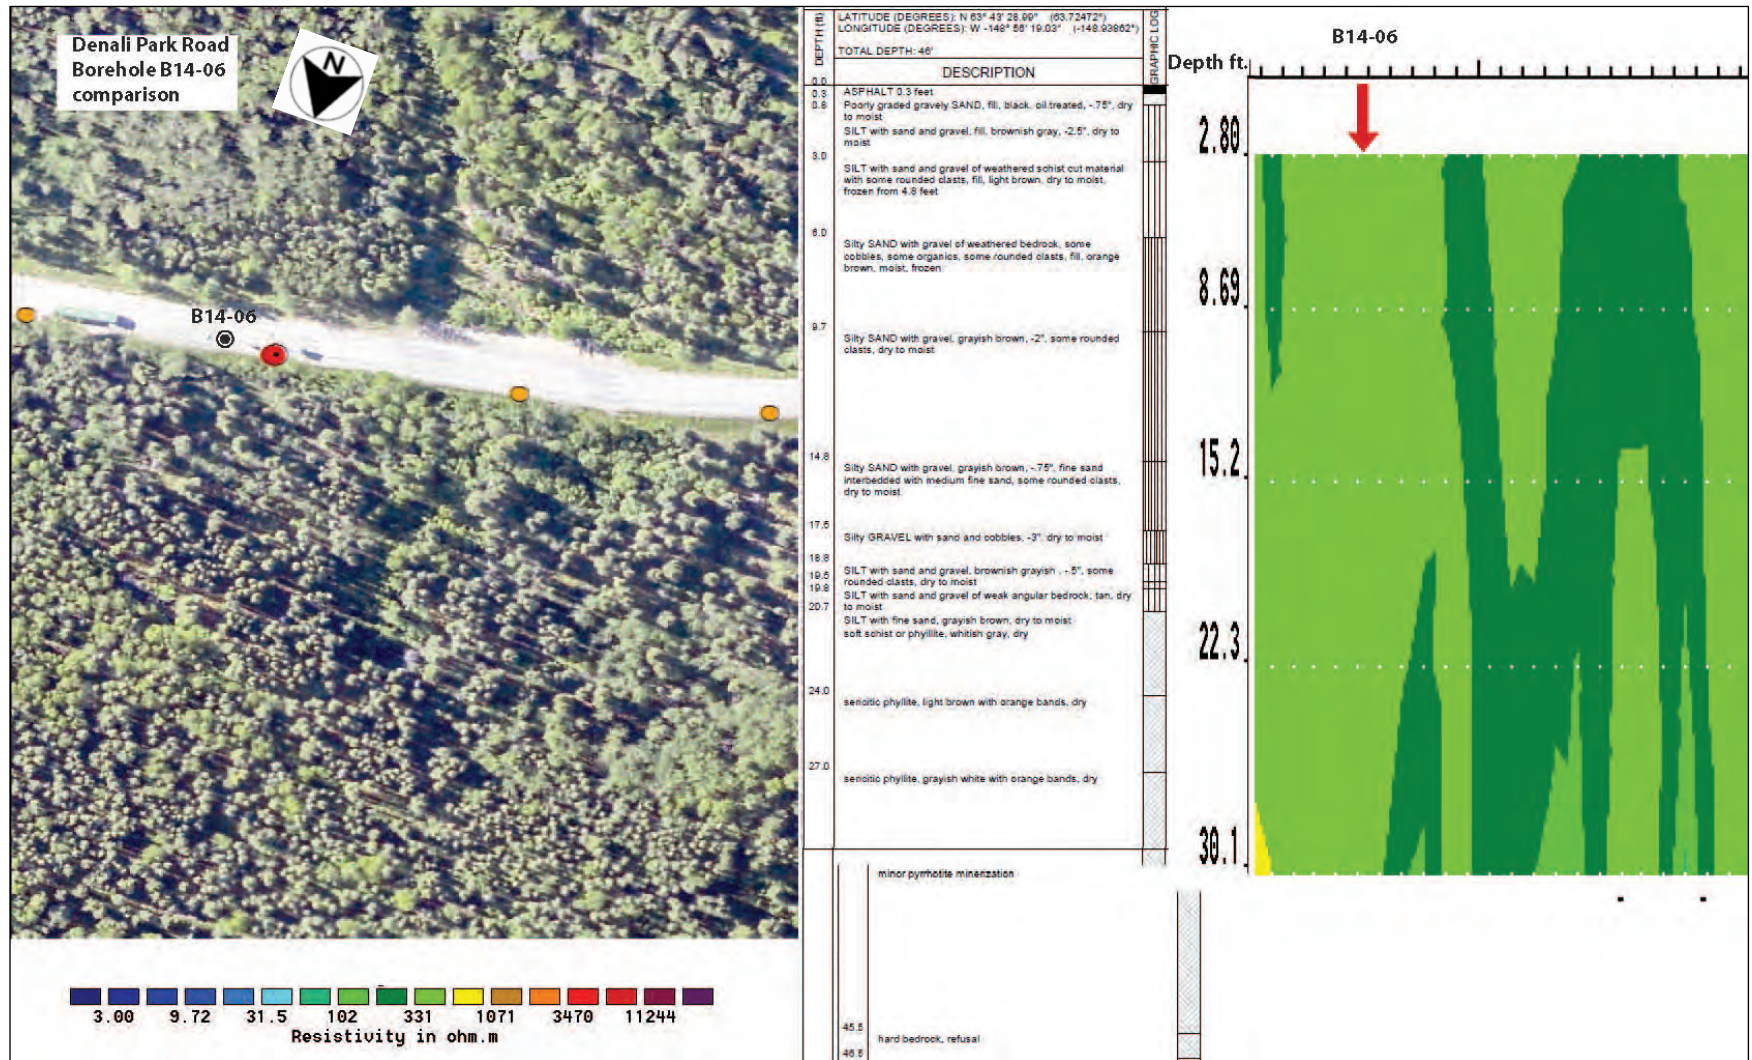 Denali Park Road
Borehole B14-06
comparison
N
B14-06
3.00 9.72 31.5 102 331 1071 3470 11244
Resistivity in ohm.m
DEPTH (ft)
LATITUDE (DEGREES): N 63° 43' 28.99" (63.72472°)
LONGITUDE (DEGREES): W -148° 56' 19.03" (-148.93862°)
TOTAL DEPTH: 46'
DESCRIPTION
GRAPHIC LOG
0.0
0.3
ASPHALT 0.3 feet
0.8
Poorly graded gravely SAND, fill, black, oil treated, -.75", dry
to moist
SILT with sand and gravel, fill, brownish gray, -2.5", dry to
moist
3.0
SILT with sand and gravel of weathered schist cut material
with some rounded clasts, fill, light brown, dry to moist,
frozen from 4.8 feet
6.0
Silty SAND with gravel of weathered bedrock, some
cobbles, some organics, some rounded clasts, fill, orange
brown, moist, frozen
9.7
Silty SAND with gravel, grayish brown, -2", some rounded
clasts, dry to moist
14.8
Silty SAND with gravel, grayish brown, -.75", fine sand
interbedded with medium fine sand, some rounded clasts,
dry to moist
17.6
Silty GRAVEL with sand and cobbles, -3", dry to moist
18.8
SILT with sand and gravel, brownish grayish , -.5", some
19.5
rounded clasts, dry to moist
19.8
SILT with sand and gravel of weak angular bedrock, tan, dry
20.7
to moist
SILT with fine sand, grayish brown, dry to moist
soft schist or phyllite, whitish gray, dry
24.0
sericitic phyllite, light brown with orange bands, dry
27.0
sericitic phyllite, grayish white with orange bands, dry
minor pyrrhotite minerization
45.5
hard bedrock, refusal
46.5
B14-06
Depth ft.
2.80
8.69
15.2
22.3
30.1